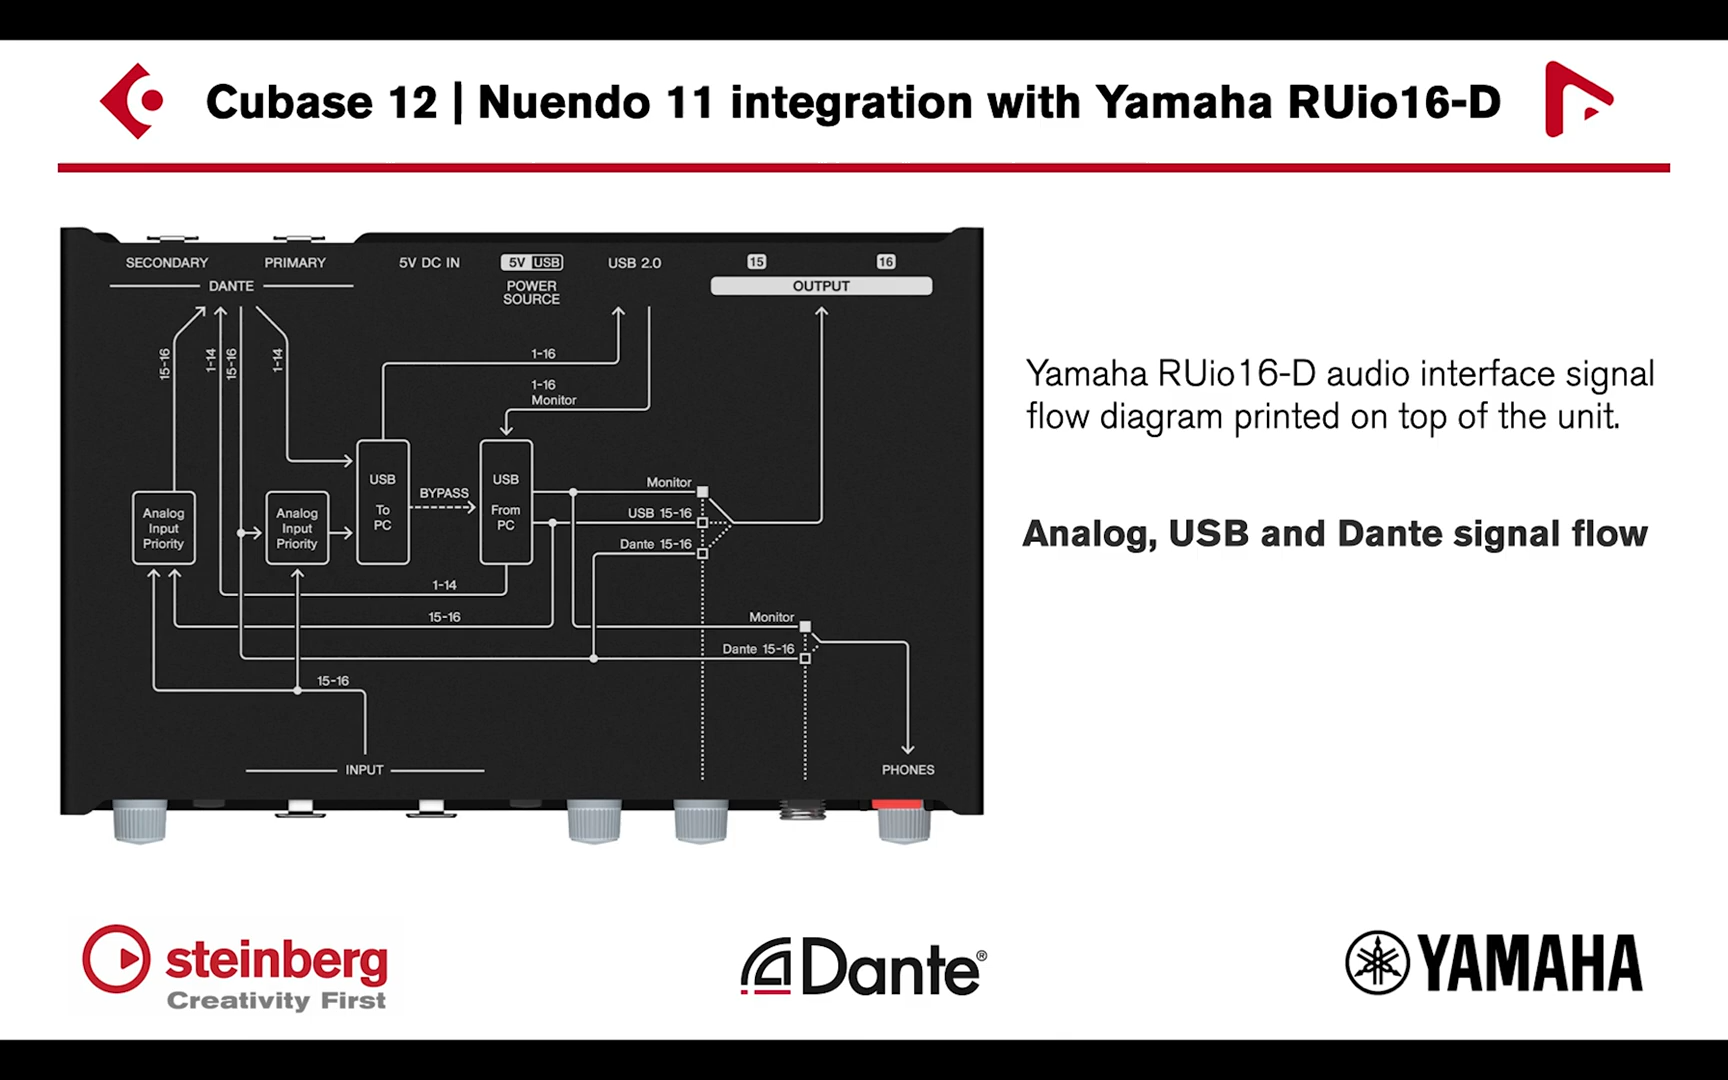 Cubase 12 | Nuendo 11 integration with Yamaha RUio16-D
SECONDARY
PRIMARY
DANTE
5V DC IN
5V USB
POWER
SOURCE
USB 2.0
15
16
OUTPUT
15-16
1-14
15-16
1-14
1-16
1-16
Monitor
Analog
Input
Priority
Analog
Input
Priority
USB
To
PC
BYPASS
USB
From
PC
Monitor
USB 15-16
Dante 15-16
1-14
15-16
Monitor
Dante 15-16
15-16
INPUT
PHONES
Yamaha RUio16-D audio interface signal
flow diagram printed on top of the unit.
Analog, USB and Dante signal flow
steinberg
Creativity First
Dante®
YAMAHA